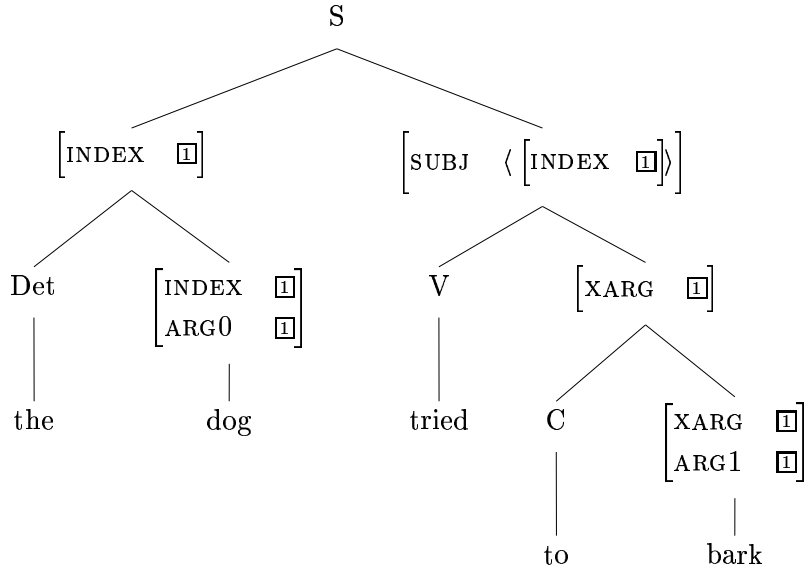 S
[INDEX 1] [SUBJ ⟨ [INDEX 1]⟩]
Det [INDEX 1 V [XARG 1]
ARG0 1]
the dog tried C [XARG 1
ARG1 1]
to bark